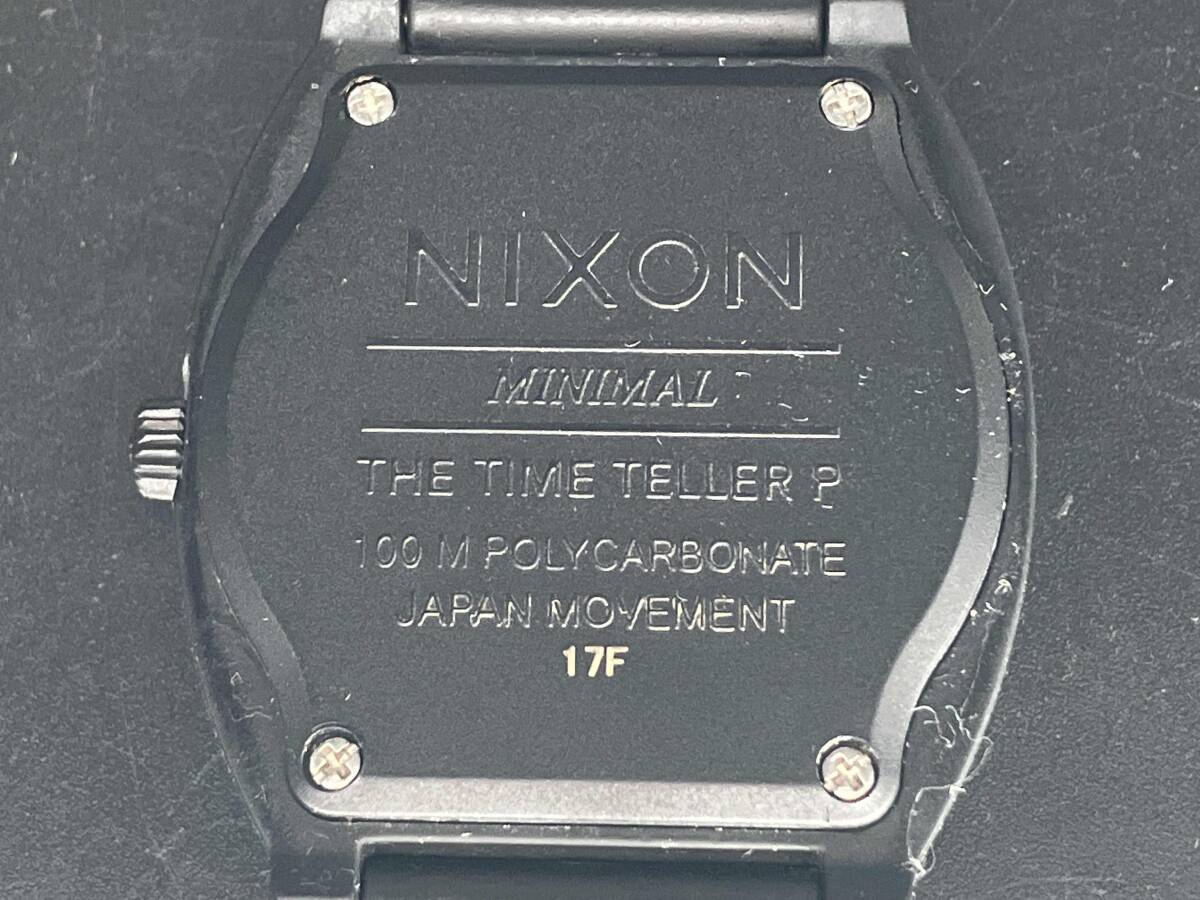 NIXON
MINIMAL
THE TIME TELLER P
100 M POLYCARBONATE
JAPAN MOVEMENT
17F